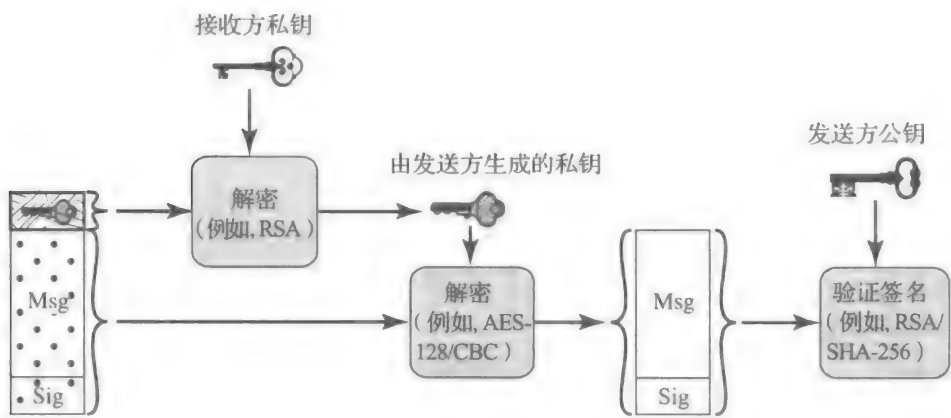 接收方私钥
发送方公钥
由发送方生成的私钥
解密
(例如, RSA)
Msg
Sig
解密
(例如, AES-
128/CBC)
Msg
Sig
验证签名
(例如, RSA/
SHA-256)